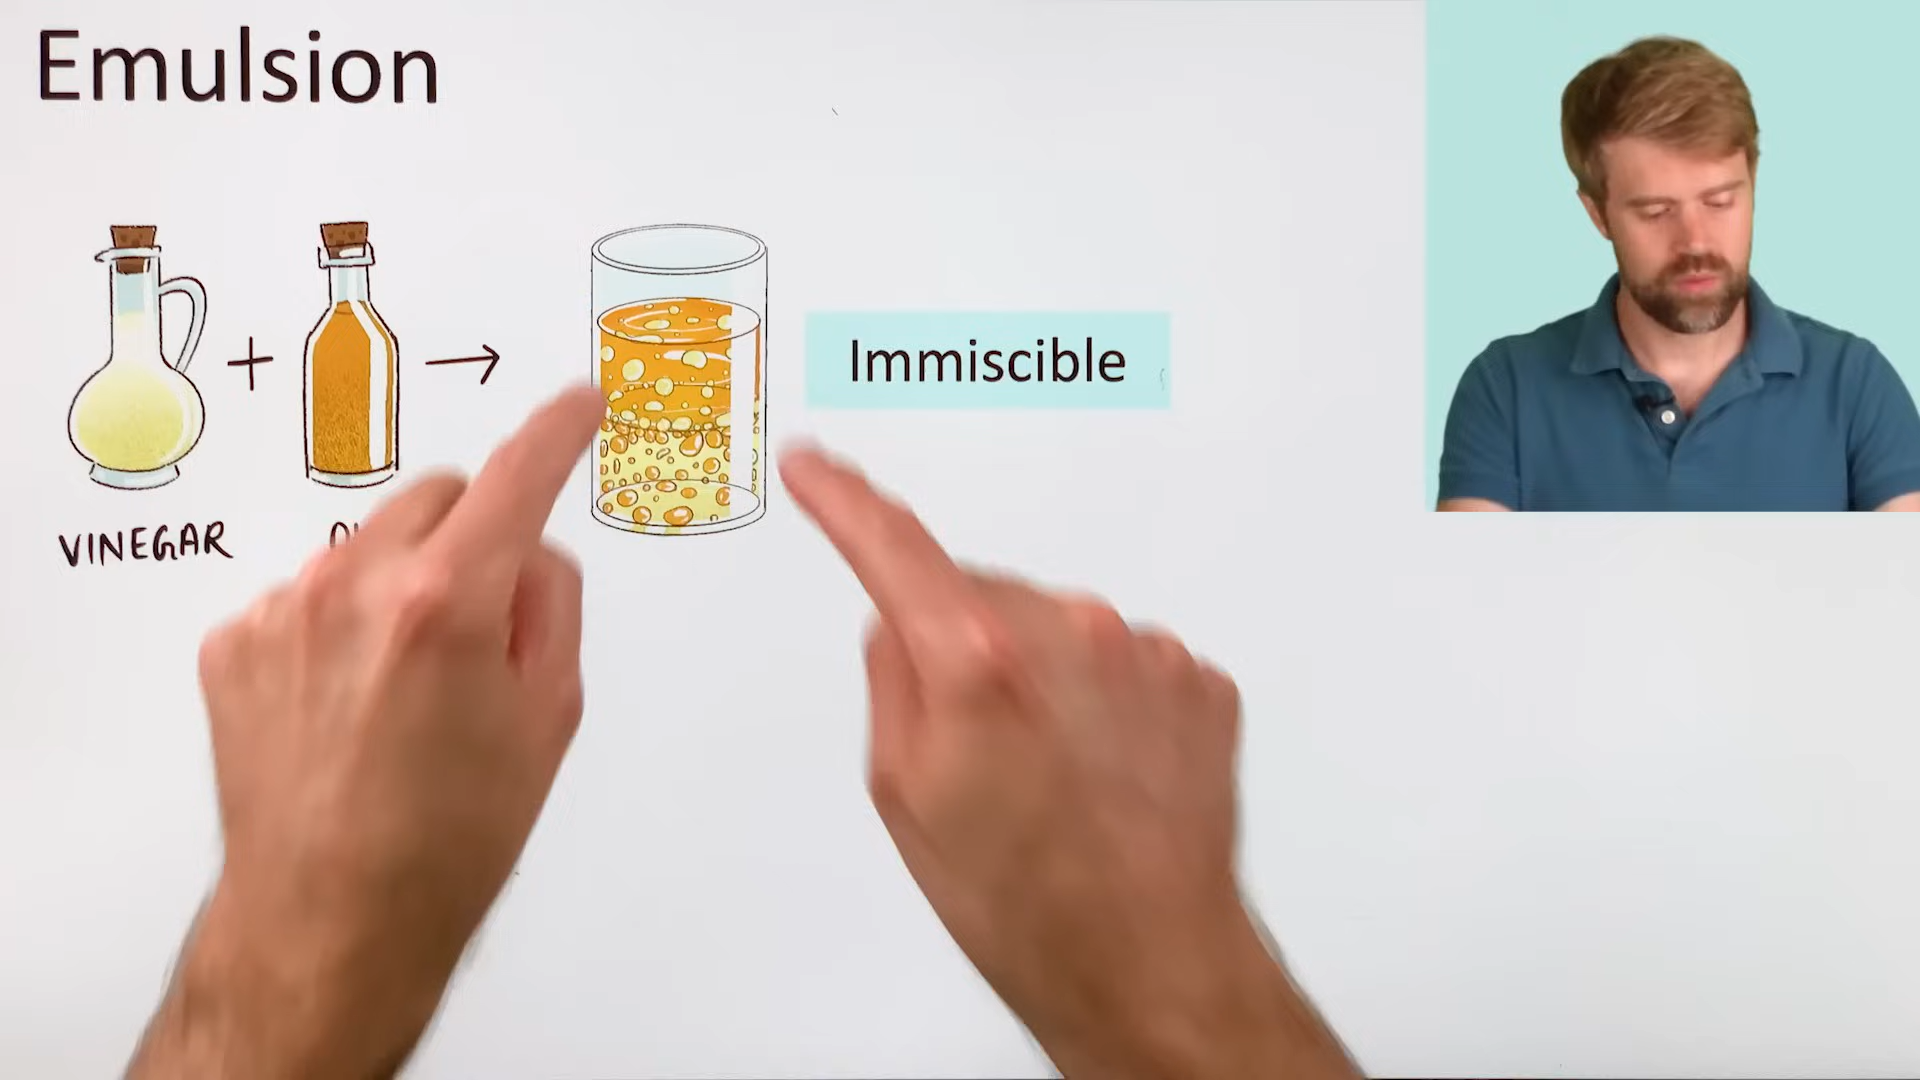 Emulsion
+
→
Immiscible
VINEGAR